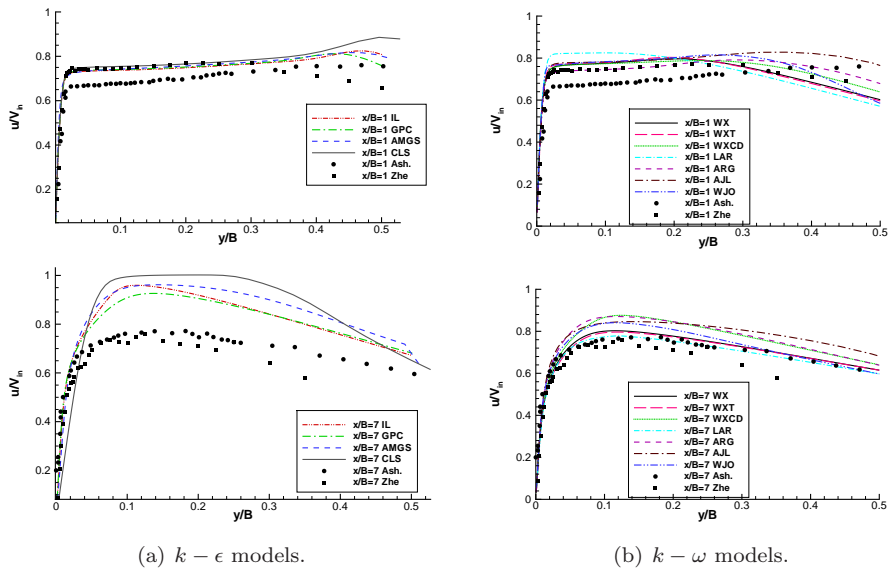 u/Vin
1
0.8
0.6
0.4
0.2
x/B=1 IL
x/B=1 GPC
x/B=1 AMGS
x/B=1 CLS
x/B=1 Ash.
x/B=1 Zhe
0.1 0.2 0.3 0.4 0.5
y/B
u/Vin
1
0.8
0.6
0.4
0.2
x/B=1 WX
x/B=1 WXT
x/B=1 WXCD
x/B=1 LAR
x/B=1 ARG
x/B=1 AJL
x/B=1 WJO
x/B=1 Ash.
x/B=1 Zhe
0 0.1 0.2 0.3 0.4 0.5
y/B
u/Vin
1
0.8
0.6
0.4
0.2
x/B=7 IL
x/B=7 GPC
x/B=7 AMGS
x/B=7 CLS
x/B=7 Ash.
x/B=7 Zhe
0 0.1 0.2 0.3 0.4 0.5
y/B
u/Vin
1
0.8
0.6
0.4
0.2
0
x/B=7 WX
x/B=7 WXT
x/B=7 WXCD
x/B=7 LAR
x/B=7 ARG
x/B=7 AJL
x/B=7 WJO
x/B=7 Ash.
x/B=7 Zhe
0 0.1 0.2 0.3 0.4 0.5
y/B
(a) k − ϵ models.
(b) k − ω models.